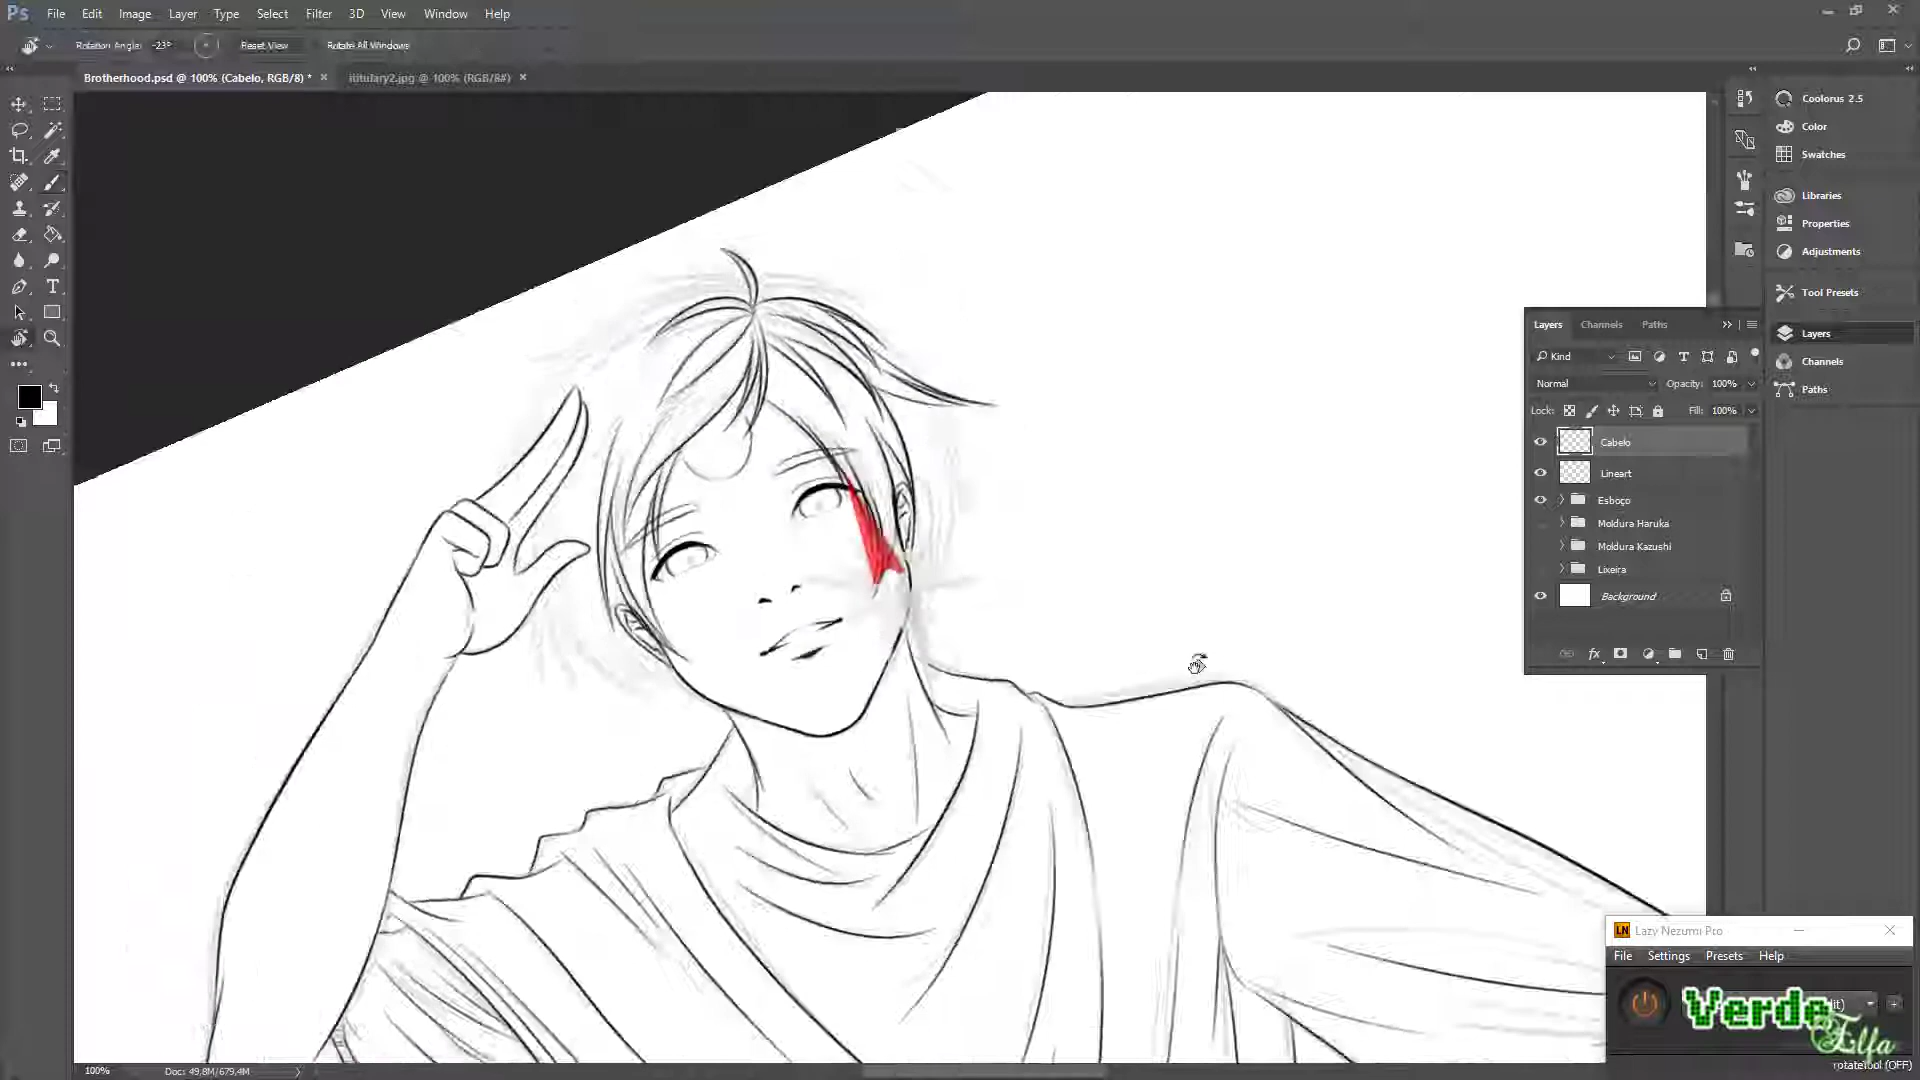 Ps File Edit Image Layer Type Select Filter 3D View Window Help
Rotation Angle: -23° Reset View Rotate All Windows
Brotherhood.psd @ 100% (Cabelo, RGB/8) * ititulary2.jpg @ 100% (RGB/8#)
Coolorus 2.5
Color
Swatches
Libraries
Properties
Adjustments
Tool Presets
Layers
Channels
Paths
Layers Channels Paths
Kind
Normal Opacity: 100%
Lock: Fill: 100%
Cabelo
Lineart
Esboço
Moldura Haruka
Moldura Kazushi
Lixeira
Background
LN Lazy Nezumi Pro
File Settings Presets Help
Verde
Elfa
rotatetool (OFF)
100% Doc: 49,8M/679,4M